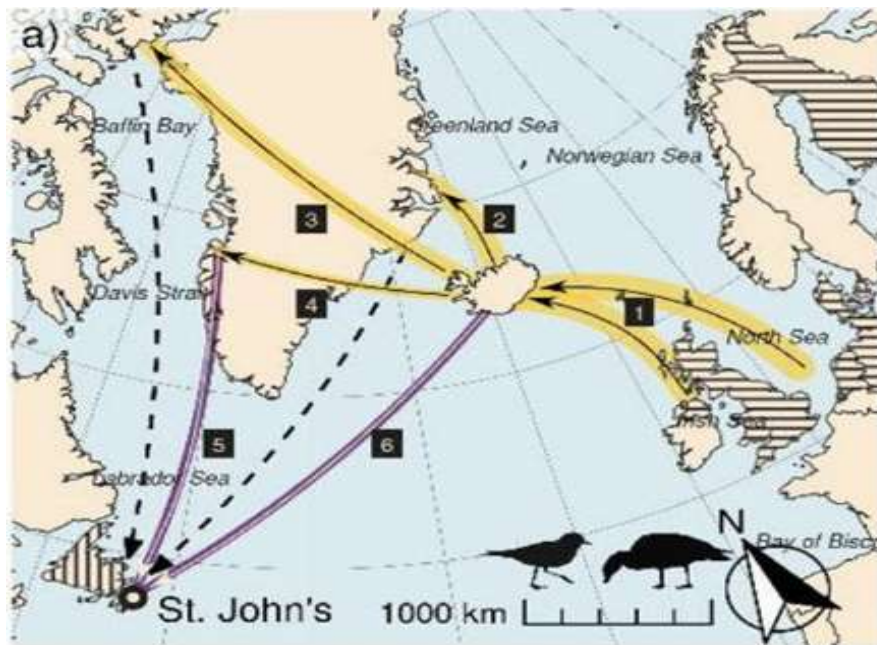 a)
Baffin Bay
Greenland Sea
Norwegian Sea
3
2
Davis Strait
4
1
North Sea
Irish Sea
5
6
Labrador Sea
N
Bay of Bisc
St. John's
1000 km